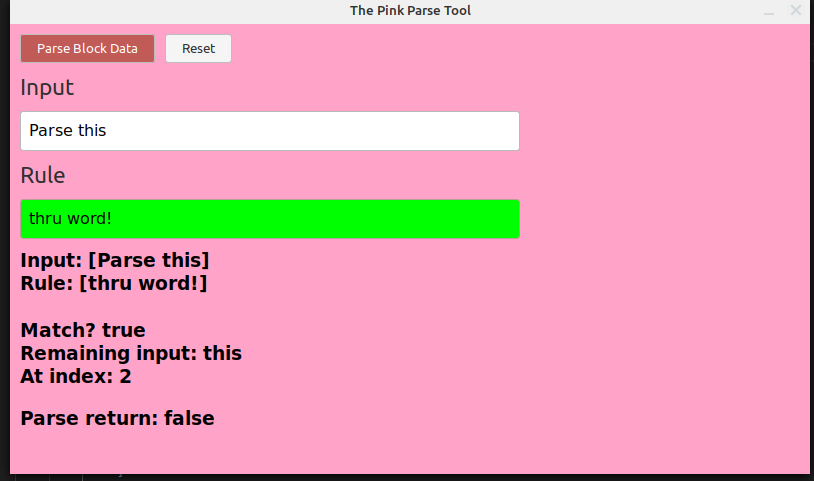 The Pink Parse Tool
Parse Block Data Reset
Input
Parse this
Rule
thru word!
Input: [Parse this]
Rule: [thru word!]
Match? true
Remaining input: this
At index: 2
Parse return: false